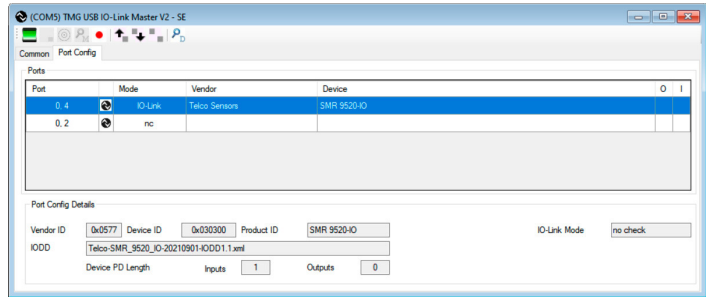 (COM5) TMG USB IO-Link Master V2 - SE
Common Port Config
Ports
Port Mode Vendor Device O I
0, 4 IO-Link Telco Sensors SMR 9520-IO
0, 2 nc
Port Config Details
Vendor ID 0x0577 Device ID 0x030300 Product ID SMR 9520-IO IO-Link Mode no check
IODD Telco-SMR_9520_IO-20210901-IODD1.1.xml
Device PD Length Inputs 1 Outputs 0